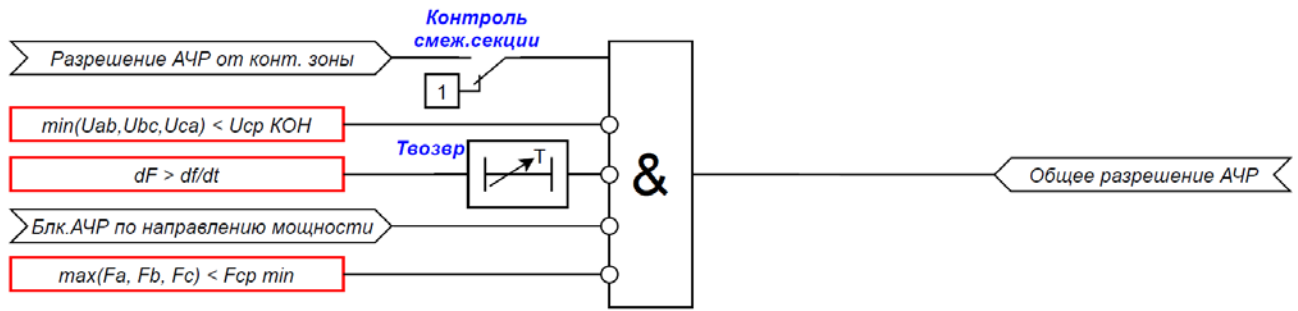 Контроль
смеж.секции
Разрешение АЧР от конт. зоны
1
min(Uab,Ubc,Uca) < Uср КОН
Tвозвр
T
dF > df/dt
&
Общее разрешение АЧР
Блк.АЧР по направлению мощности
max(Fa, Fb, Fc) < Fср min